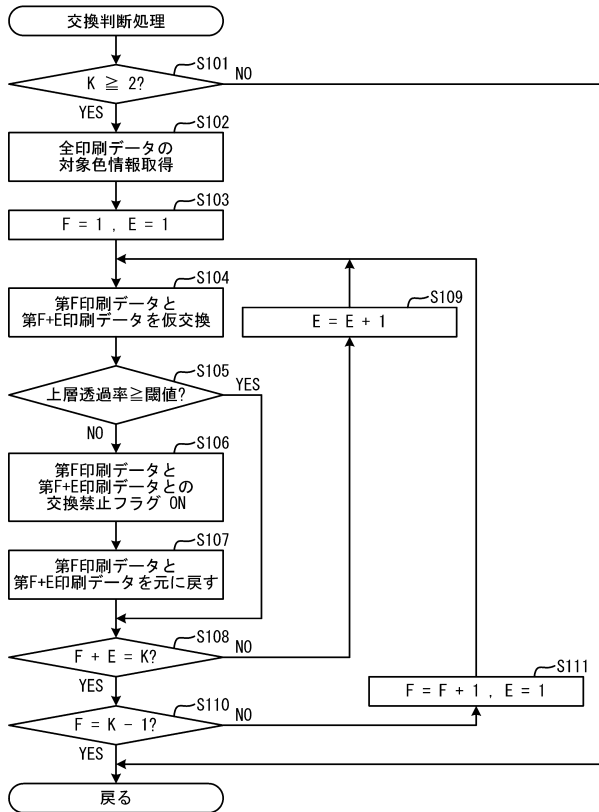 交換判断処理
S101
K ≧ 2?
NO
YES
S102
全印刷データの
対象色情報取得
S103
F = 1 , E = 1
S104
第F印刷データと
第F+E印刷データを仮交換
S109
E = E + 1
S105
上層透過率≧閾値?
YES
NO
S106
第F印刷データと
第F+E印刷データとの
交換禁止フラグ ON
S107
第F印刷データと
第F+E印刷データを元に戻す
S108
F + E = K?
NO
YES
S111
F = F + 1 , E = 1
S110
F = K - 1?
NO
YES
戻る